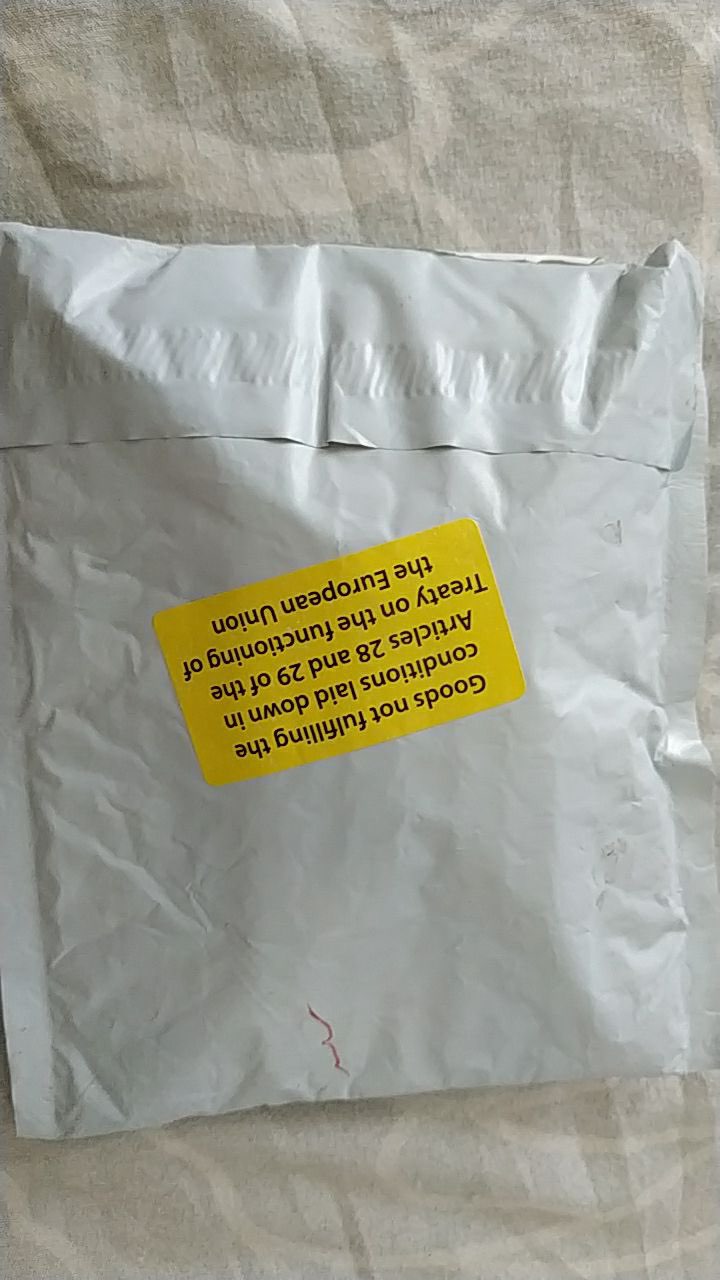 Goods not fulfilling the
conditions laid down in
Articles 28 and 29 of the
Treaty on the functioning of
the European Union